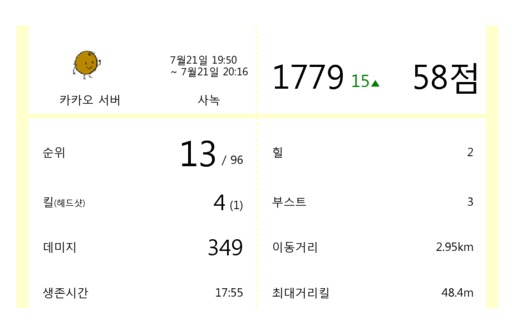 7월21일 19:50
~ 7월21일 20:16
카카오 서버
사녹
1779 15▲ 58점
순위 13 / 96
힐 2
킬(헤드샷) 4 (1)
부스트 3
데미지 349
이동거리 2.95km
생존시간 17:55
최대거리킬 48.4m